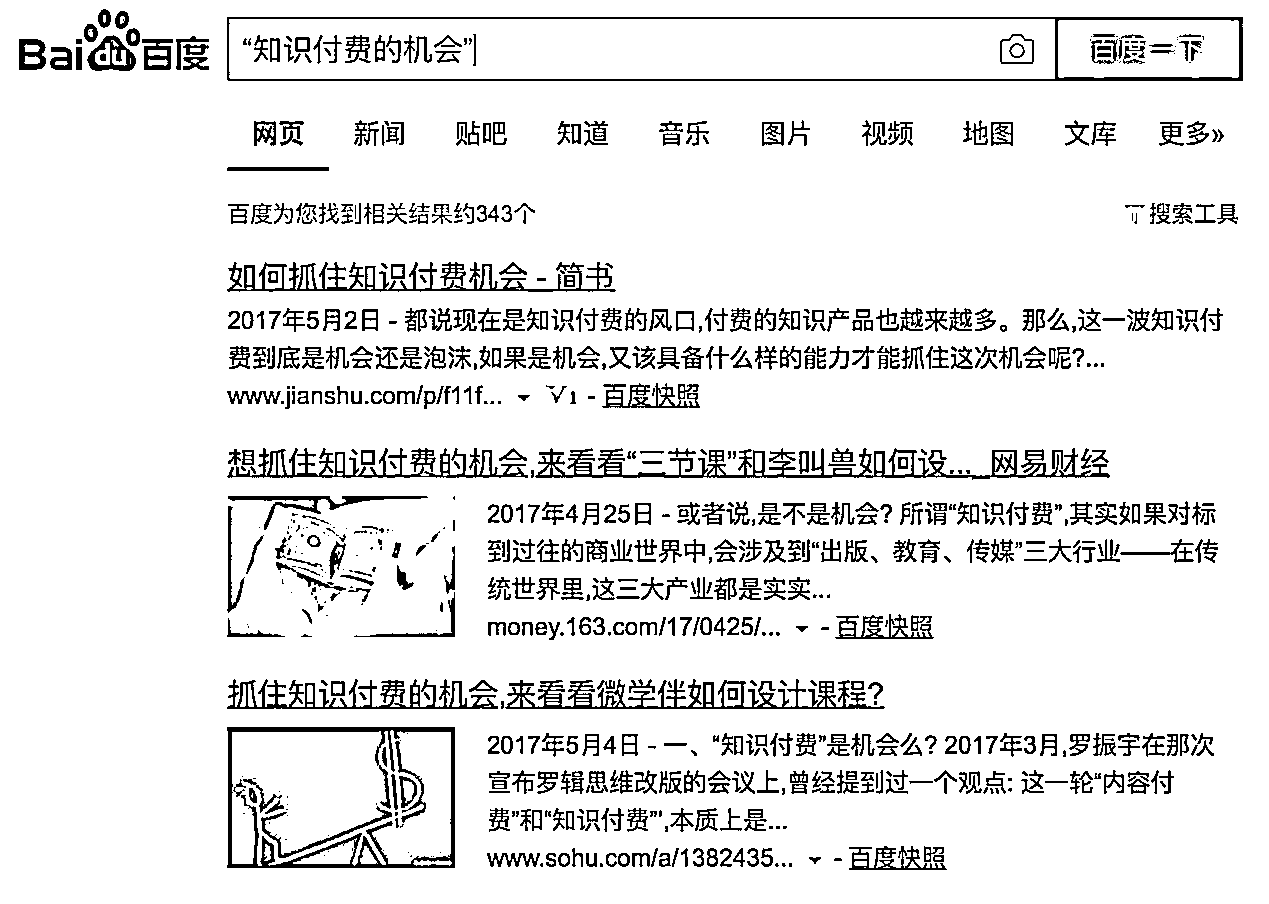 Bai du 百度
“知识付费的机会”
百度一下
网页 新闻 贴吧 知道 音乐 图片 视频 地图 文库 更多»
百度为您找到相关结果约343个
搜索工具
如何抓住知识付费机会 - 简书
2017年5月2日 - 都说现在是知识付费的风口,付费的知识产品也越来越多。那么,这一波知识付
费到底是机会还是泡沫,如果是机会,又该具备什么样的能力才能抓住这次机会呢?...
www.jianshu.com/p/f11f... V1 - 百度快照
想抓住知识付费的机会,来看看“三节课”和李叫兽如何设..._网易财经
2017年4月25日 - 或者说,是不是机会? 所谓“知识付费”,其实如果对标
到过往的商业世界中,会涉及到“出版、教育、传媒”三大行业——在传
统世界里,这三大产业都是实实...
money.163.com/17/0425/... - 百度快照
抓住知识付费的机会,来看看微学伴如何设计课程?
2017年5月4日 - 一、“知识付费”是机会么? 2017年3月,罗振宇在那次
宣布罗辑思维改版的会议上,曾经提到过一个观点: 这一轮“内容付
费”和“知识付费”',本质上是...
www.sohu.com/a/1382435... - 百度快照